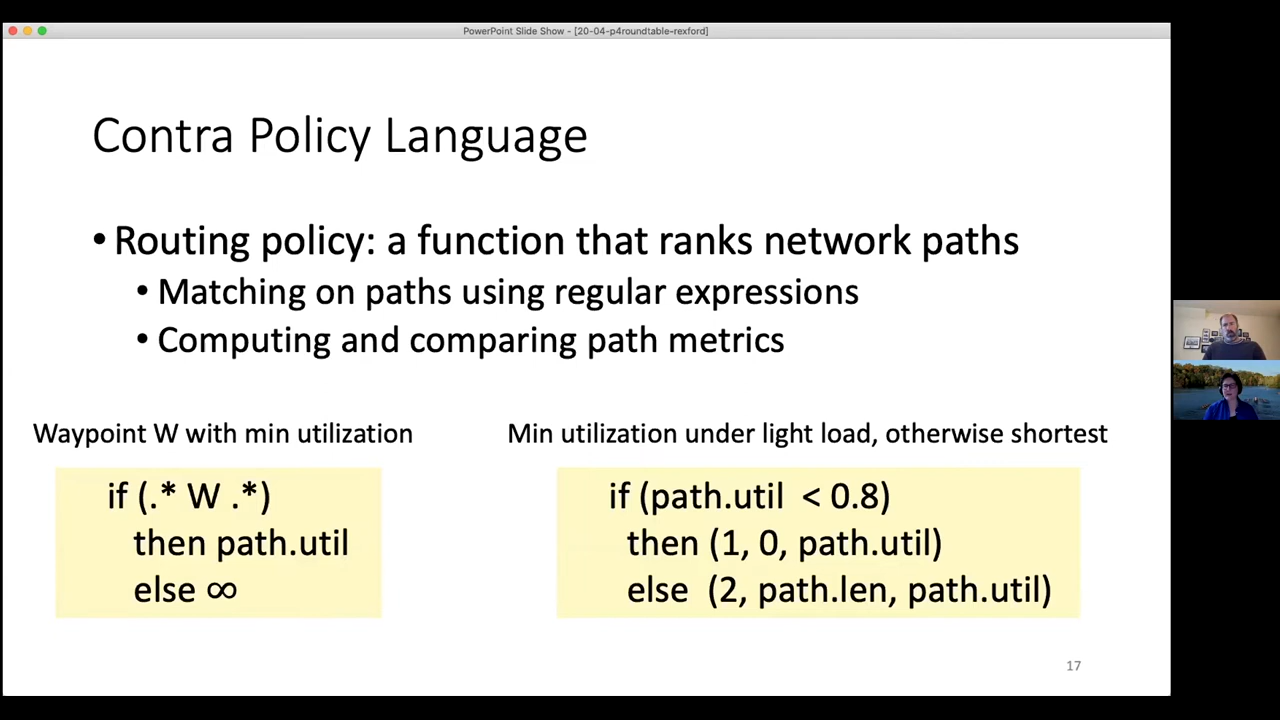 PowerPoint Slide Show - [20-04-p4roundtable-rexford]
Contra Policy Language
• Routing policy: a function that ranks network paths
• Matching on paths using regular expressions
• Computing and comparing path metrics
Waypoint W with min utilization
if (.* W .*)
then path.util
else ∞
Min utilization under light load, otherwise shortest
if (path.util < 0.8)
then (1, 0, path.util)
else (2, path.len, path.util)
17